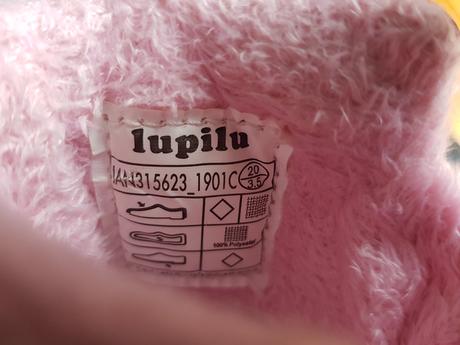 lupilu
IAN315623_1901C 20
3.5
100% Polyester